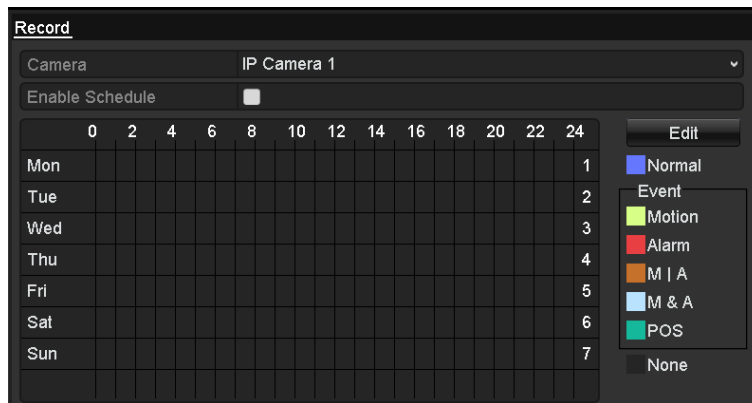 Record
Camera IP Camera 1
Enable Schedule
0 2 4 6 8 10 12 14 16 18 20 22 24
Edit
Mon 1
Tue 2
Wed 3
Thu 4
Fri 5
Sat 6
Sun 7
Normal
Event
Motion
Alarm
M | A
M & A
POS
None